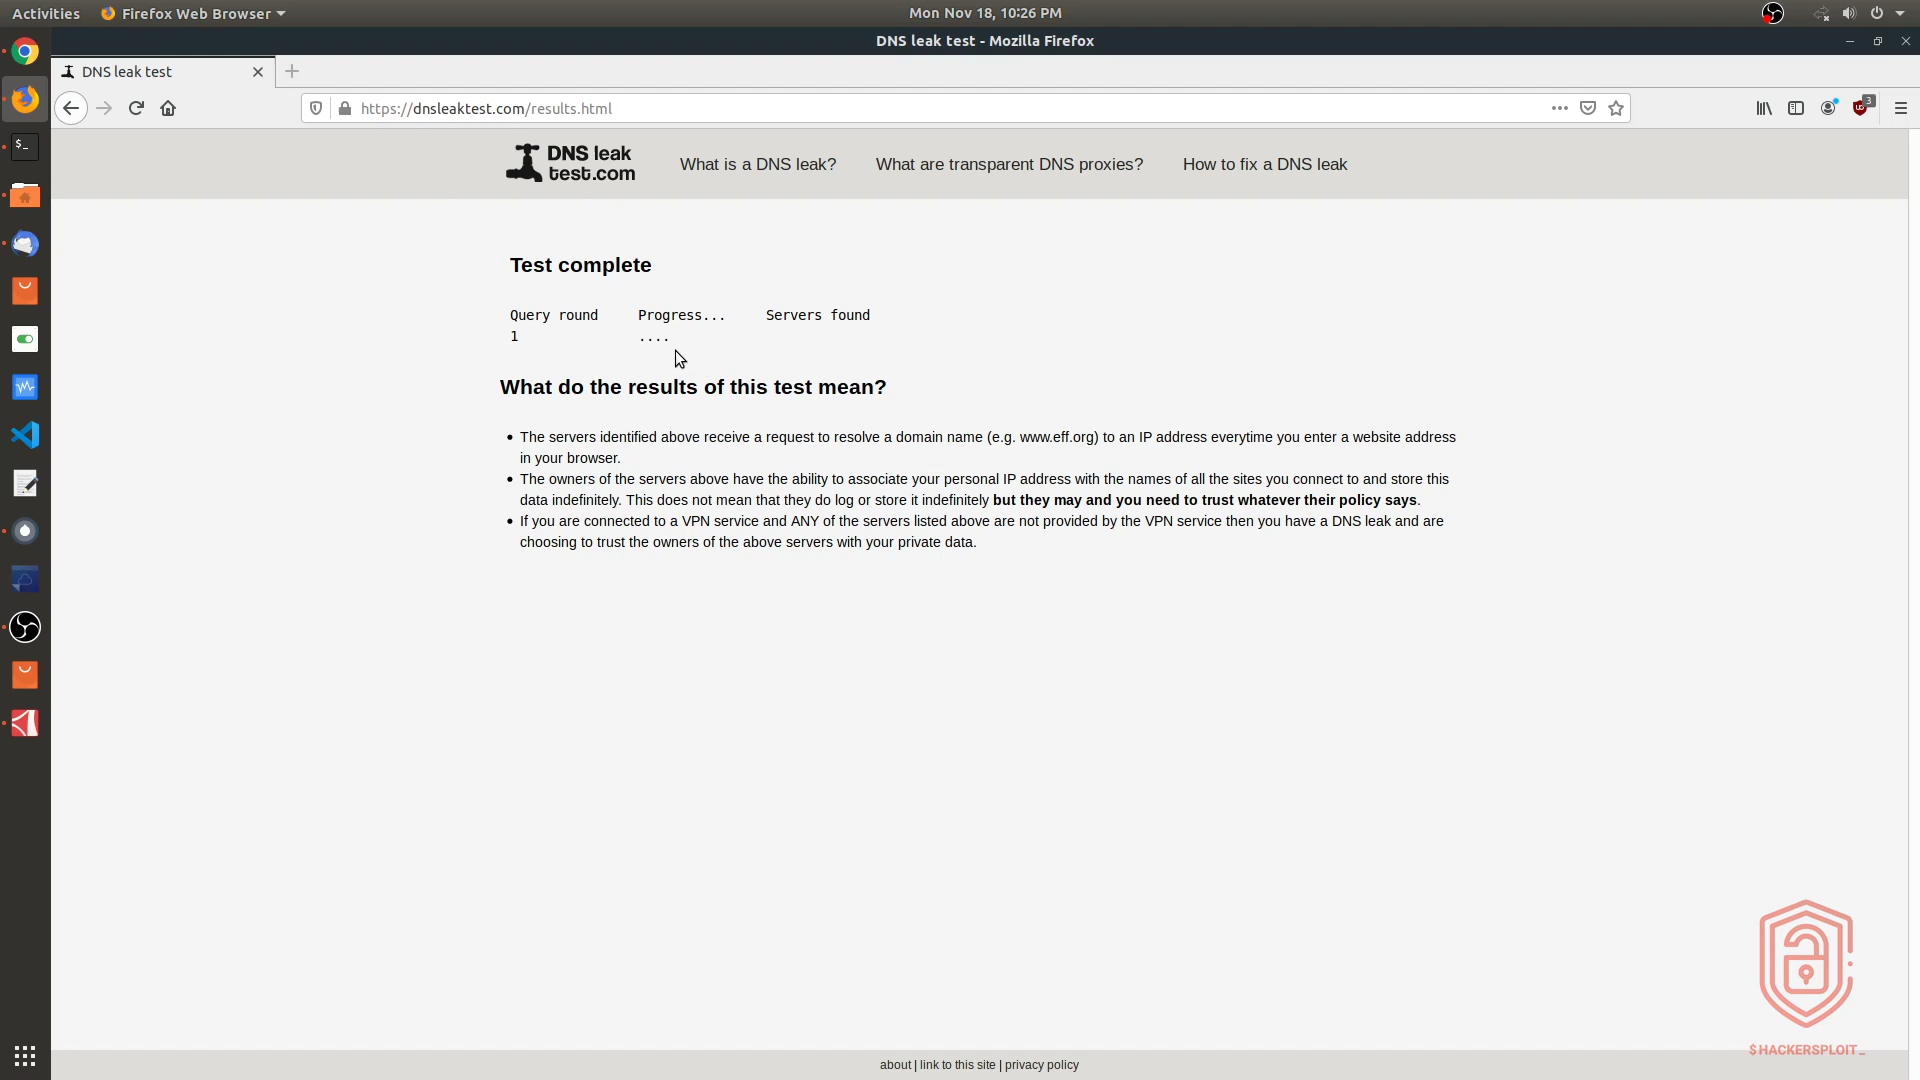 Activities Firefox Web Browser Mon Nov 18, 10:26 PM
DNS leak test - Mozilla Firefox
DNS leak test
https://dnsleaktest.com/results.html
3
DNS leak
test.com
What is a DNS leak? What are transparent DNS proxies? How to fix a DNS leak
Test complete
Query round Progress... Servers found
1 ....
What do the results of this test mean?
The servers identified above receive a request to resolve a domain name (e.g. www.eff.org) to an IP address everytime you enter a website address
in your browser.
The owners of the servers above have the ability to associate your personal IP address with the names of all the sites you connect to and store this
data indefinitely. This does not mean that they do log or store it indefinitely but they may and you need to trust whatever their policy says.
If you are connected to a VPN service and ANY of the servers listed above are not provided by the VPN service then you have a DNS leak and are
choosing to trust the owners of the above servers with your private data.
$HACKERSPLOIT_
about | link to this site | privacy policy